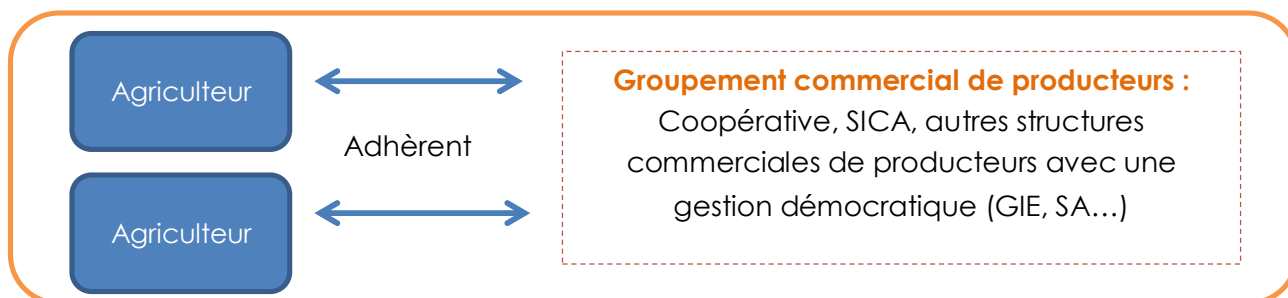 Agriculteur
Adhèrent
Agriculteur
Groupement commercial de producteurs :
Coopérative, SICA, autres structures
commerciales de producteurs avec une
gestion démocratique (GIE, SA…)